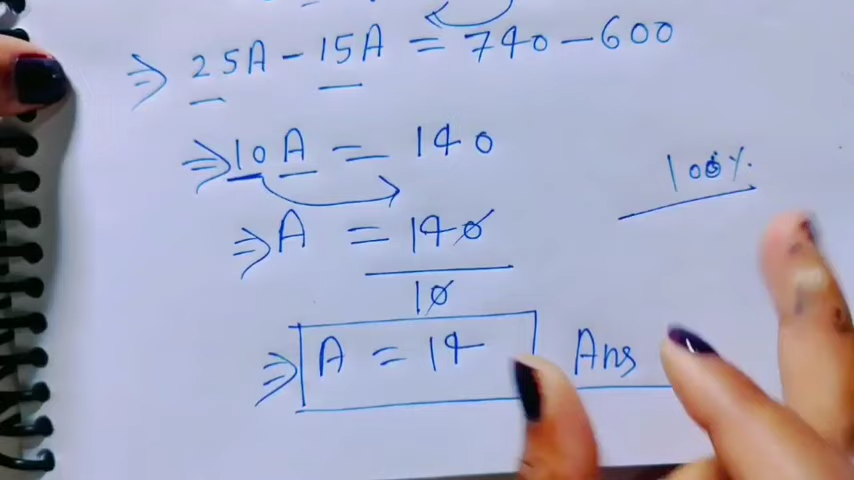 ⇒ 25A - 15A = 740 - 600
⇒ 10A = 140
100%
⇒ A = 140
10
⇒ A = 14 Ans